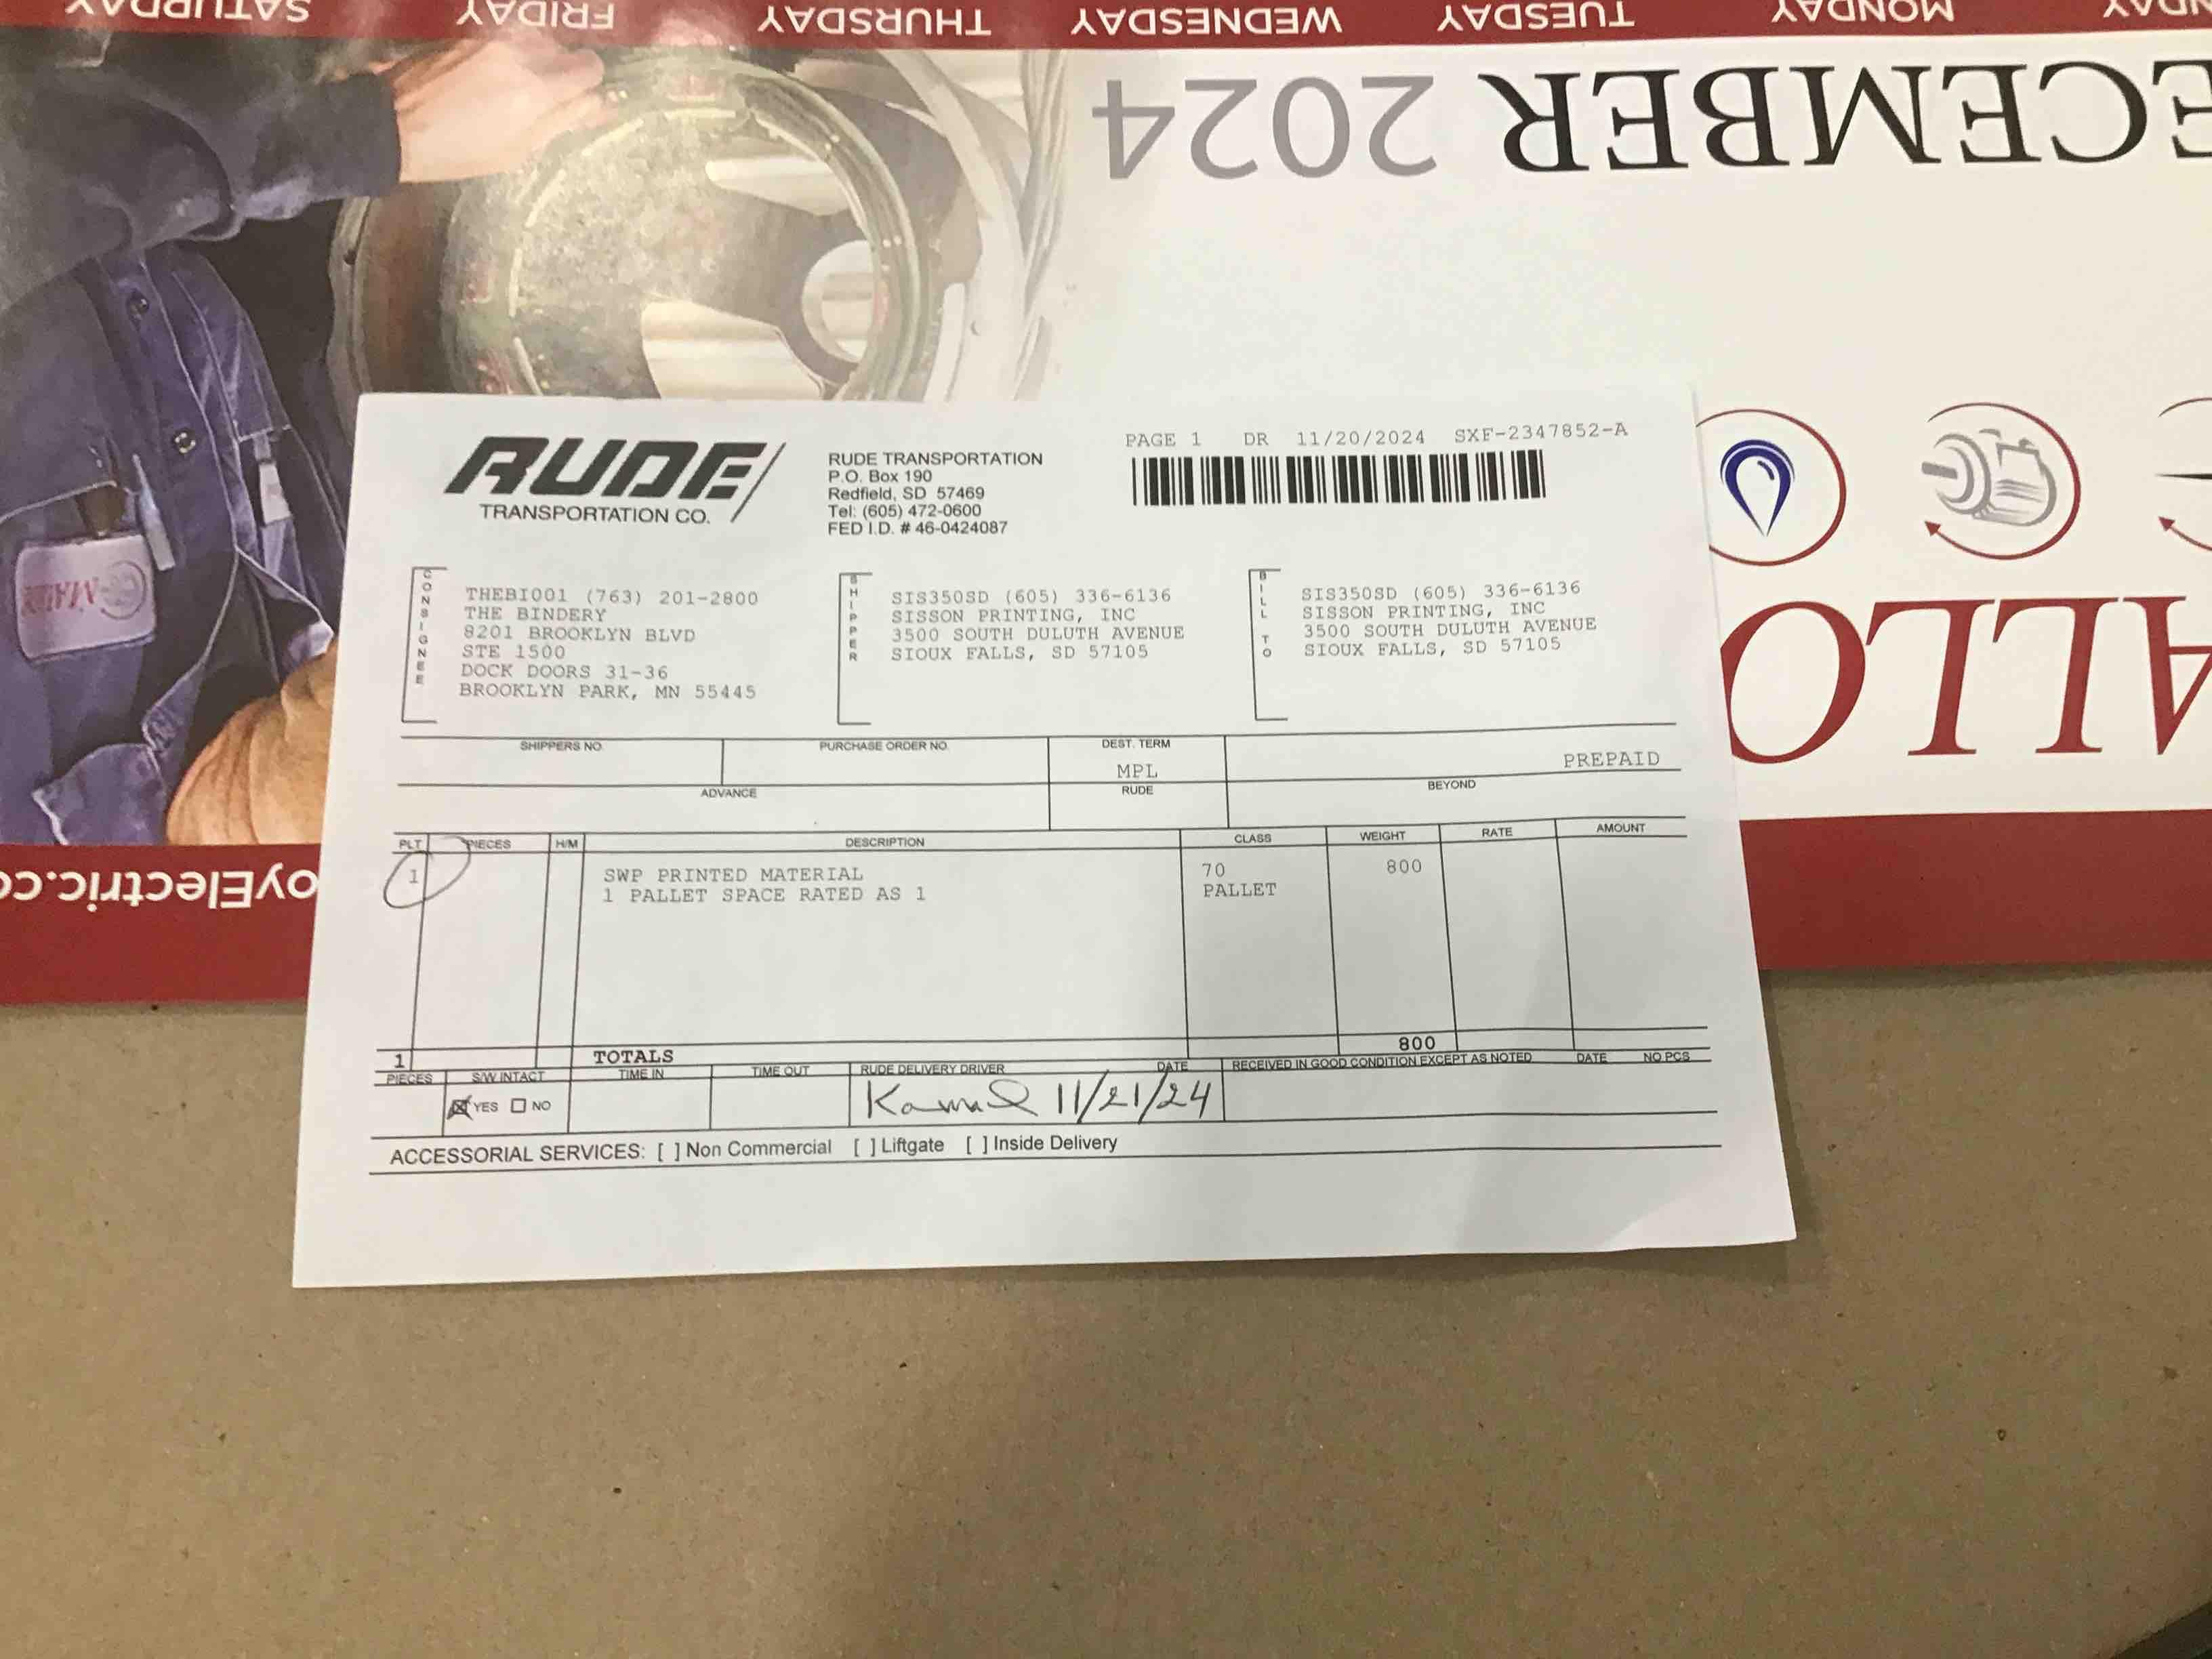 SATURDAY FRIDAY THURSDAY WEDNESDAY TUESDAY MONDAY
ECEMBER 2024
ALLO
oyElectric.co
RUDE
TRANSPORTATION CO.
RUDE TRANSPORTATION
P.O. Box 190
Redfield, SD 57469
Tel: (605) 472-0600
FED I.D. # 46-0424087
PAGE 1 DR 11/20/2024 SXF-2347852-A
CONSIGNEE
THEBI001 (763) 201-2800
THE BINDERY
8201 BROOKLYN BLVD
STE 1500
DOCK DOORS 31-36
BROOKLYN PARK, MN 55445
SHIPPER
SIS350SD (605) 336-6136
SISSON PRINTING, INC
3500 SOUTH DULUTH AVENUE
SIOUX FALLS, SD 57105
BILL TO
SIS350SD (605) 336-6136
SISSON PRINTING, INC
3500 SOUTH DULUTH AVENUE
SIOUX FALLS, SD 57105
SHIPPERS NO. PURCHASE ORDER NO. DEST. TERM
MPL PREPAID
ADVANCE RUDE BEYOND
PLT PIECES H/M DESCRIPTION CLASS WEIGHT RATE AMOUNT
1 SWP PRINTED MATERIAL 70 800
1 PALLET SPACE RATED AS 1 PALLET
1 TOTALS 800
PIECES S/W INTACT TIME IN TIME OUT RUDE DELIVERY DRIVER DATE RECEIVED IN GOOD CONDITION EXCEPT AS NOTED DATE NO PCS
YES NO 11/21/24
ACCESSORIAL SERVICES: [ ] Non Commercial [ ] Liftgate [ ] Inside Delivery